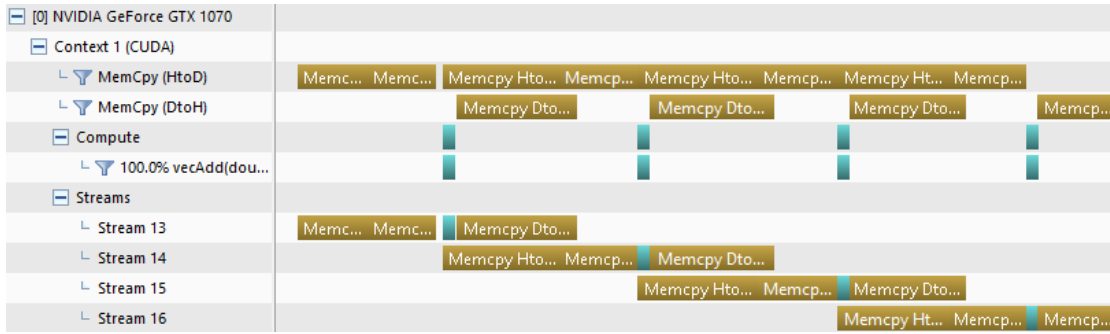 [0] NVIDIA GeForce GTX 1070
Context 1 (CUDA)
MemCpy (HtoD) Memc... Memc... Memcpy Hto... Memcp... Memcpy Hto... Memcp... Memcpy Ht... Memcp...
MemCpy (DtoH) Memcpy Dto... Memcpy Dto... Memcpy Dto... Memcp...
Compute
100.0% vecAdd(dou...
Streams
Stream 13 Memc... Memc... Memcpy Dto...
Stream 14 Memcpy Hto... Memcp... Memcpy Dto...
Stream 15 Memcpy Hto... Memcp... Memcpy Dto...
Stream 16 Memcpy Ht... Memcp... Memcp...